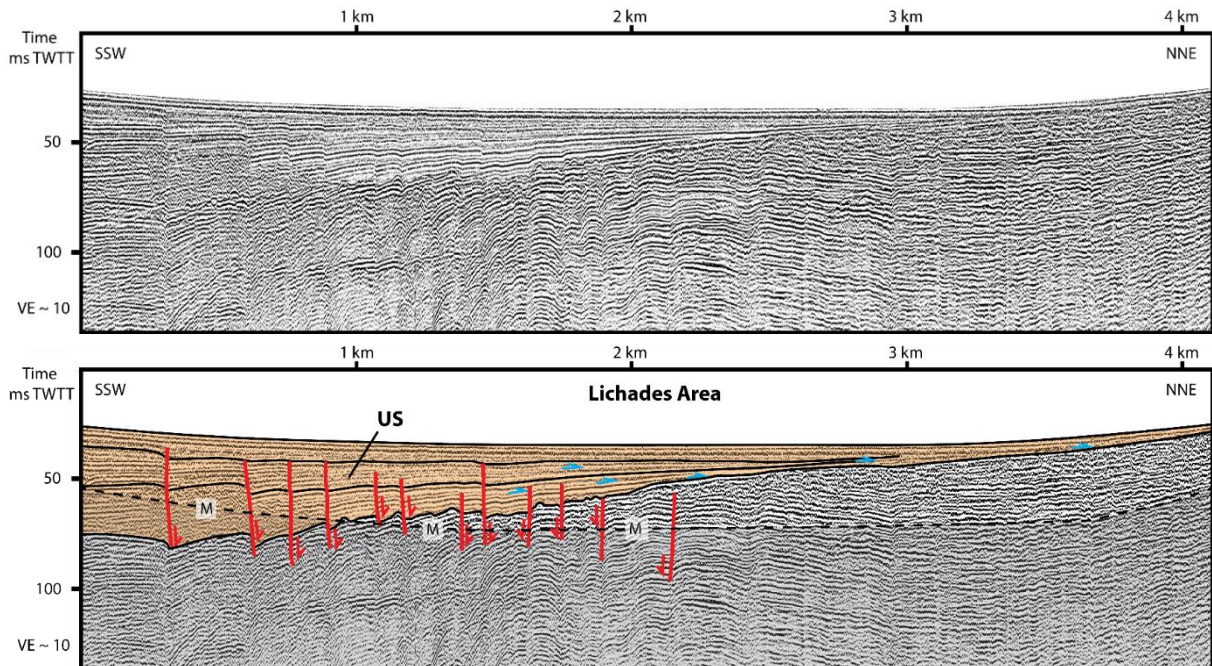 1 km 2 km 3 km 4 km
Time
ms TWTT
SSW NNE
50
100
VE ~ 10
1 km 2 km 3 km 4 km
Time
ms TWTT
SSW Lichades Area NNE
US
50
M
M M
100
VE ~ 10